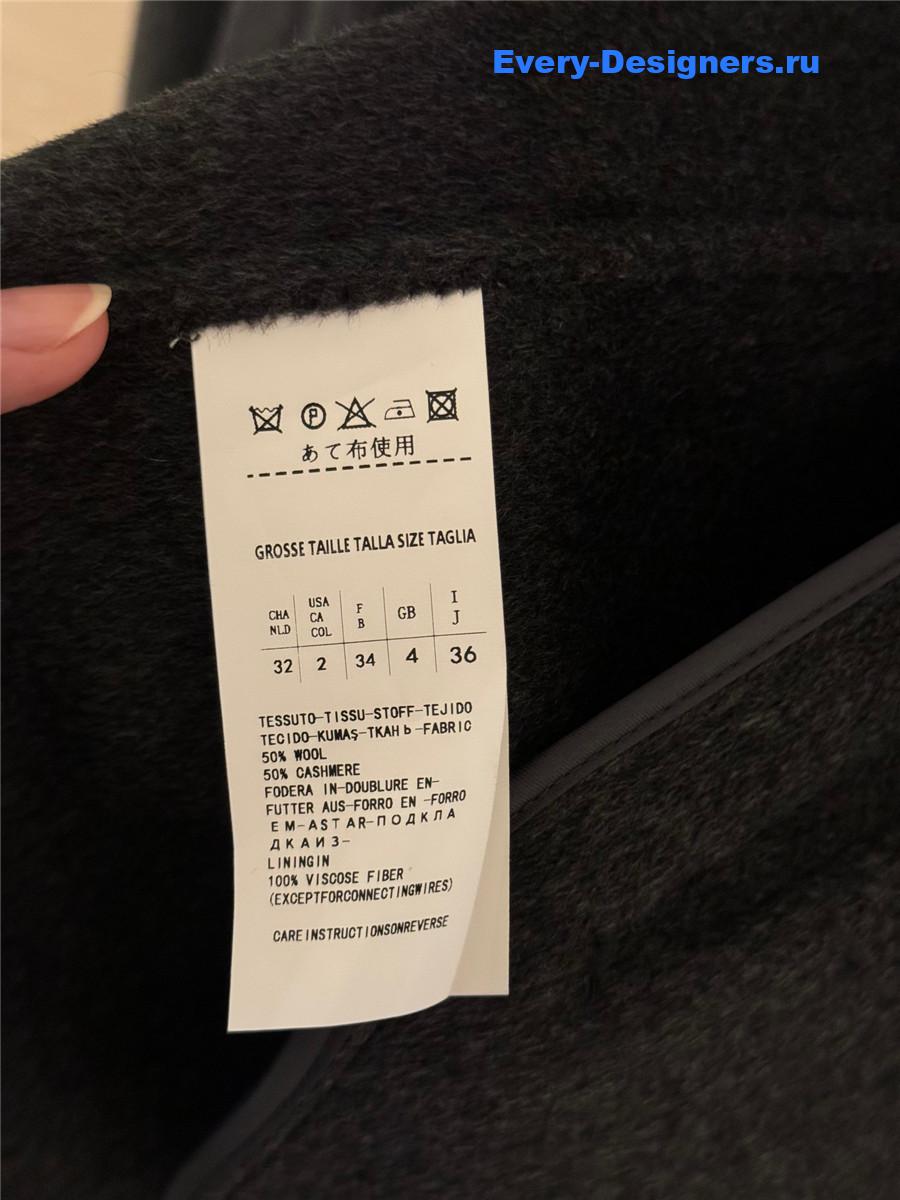 Every-Designers.ru
P
あて布使用
GROSSE TAILLE TALLA SIZE TAGLIA
CHA NLD USA CA COL F B GB I J
32 2 34 4 36
TESSUTO-TISSU-STOFF-TEJIDO
TECIDO-KUMAŞ-TKAHЬ-FABRIC
50% WOOL
50% CASHMERE
FODERA IN-DOUBLURE EN-
FUTTER AUS-FORRO EN -FORRO
EM-ASTAR-ПОДКЛА
ДКАИЗ-
LININGIN
100% VISCOSE FIBER
(EXCEPTFORCONNECTINGWIRES)
CAREINSTRUCTIONSONREVERSE